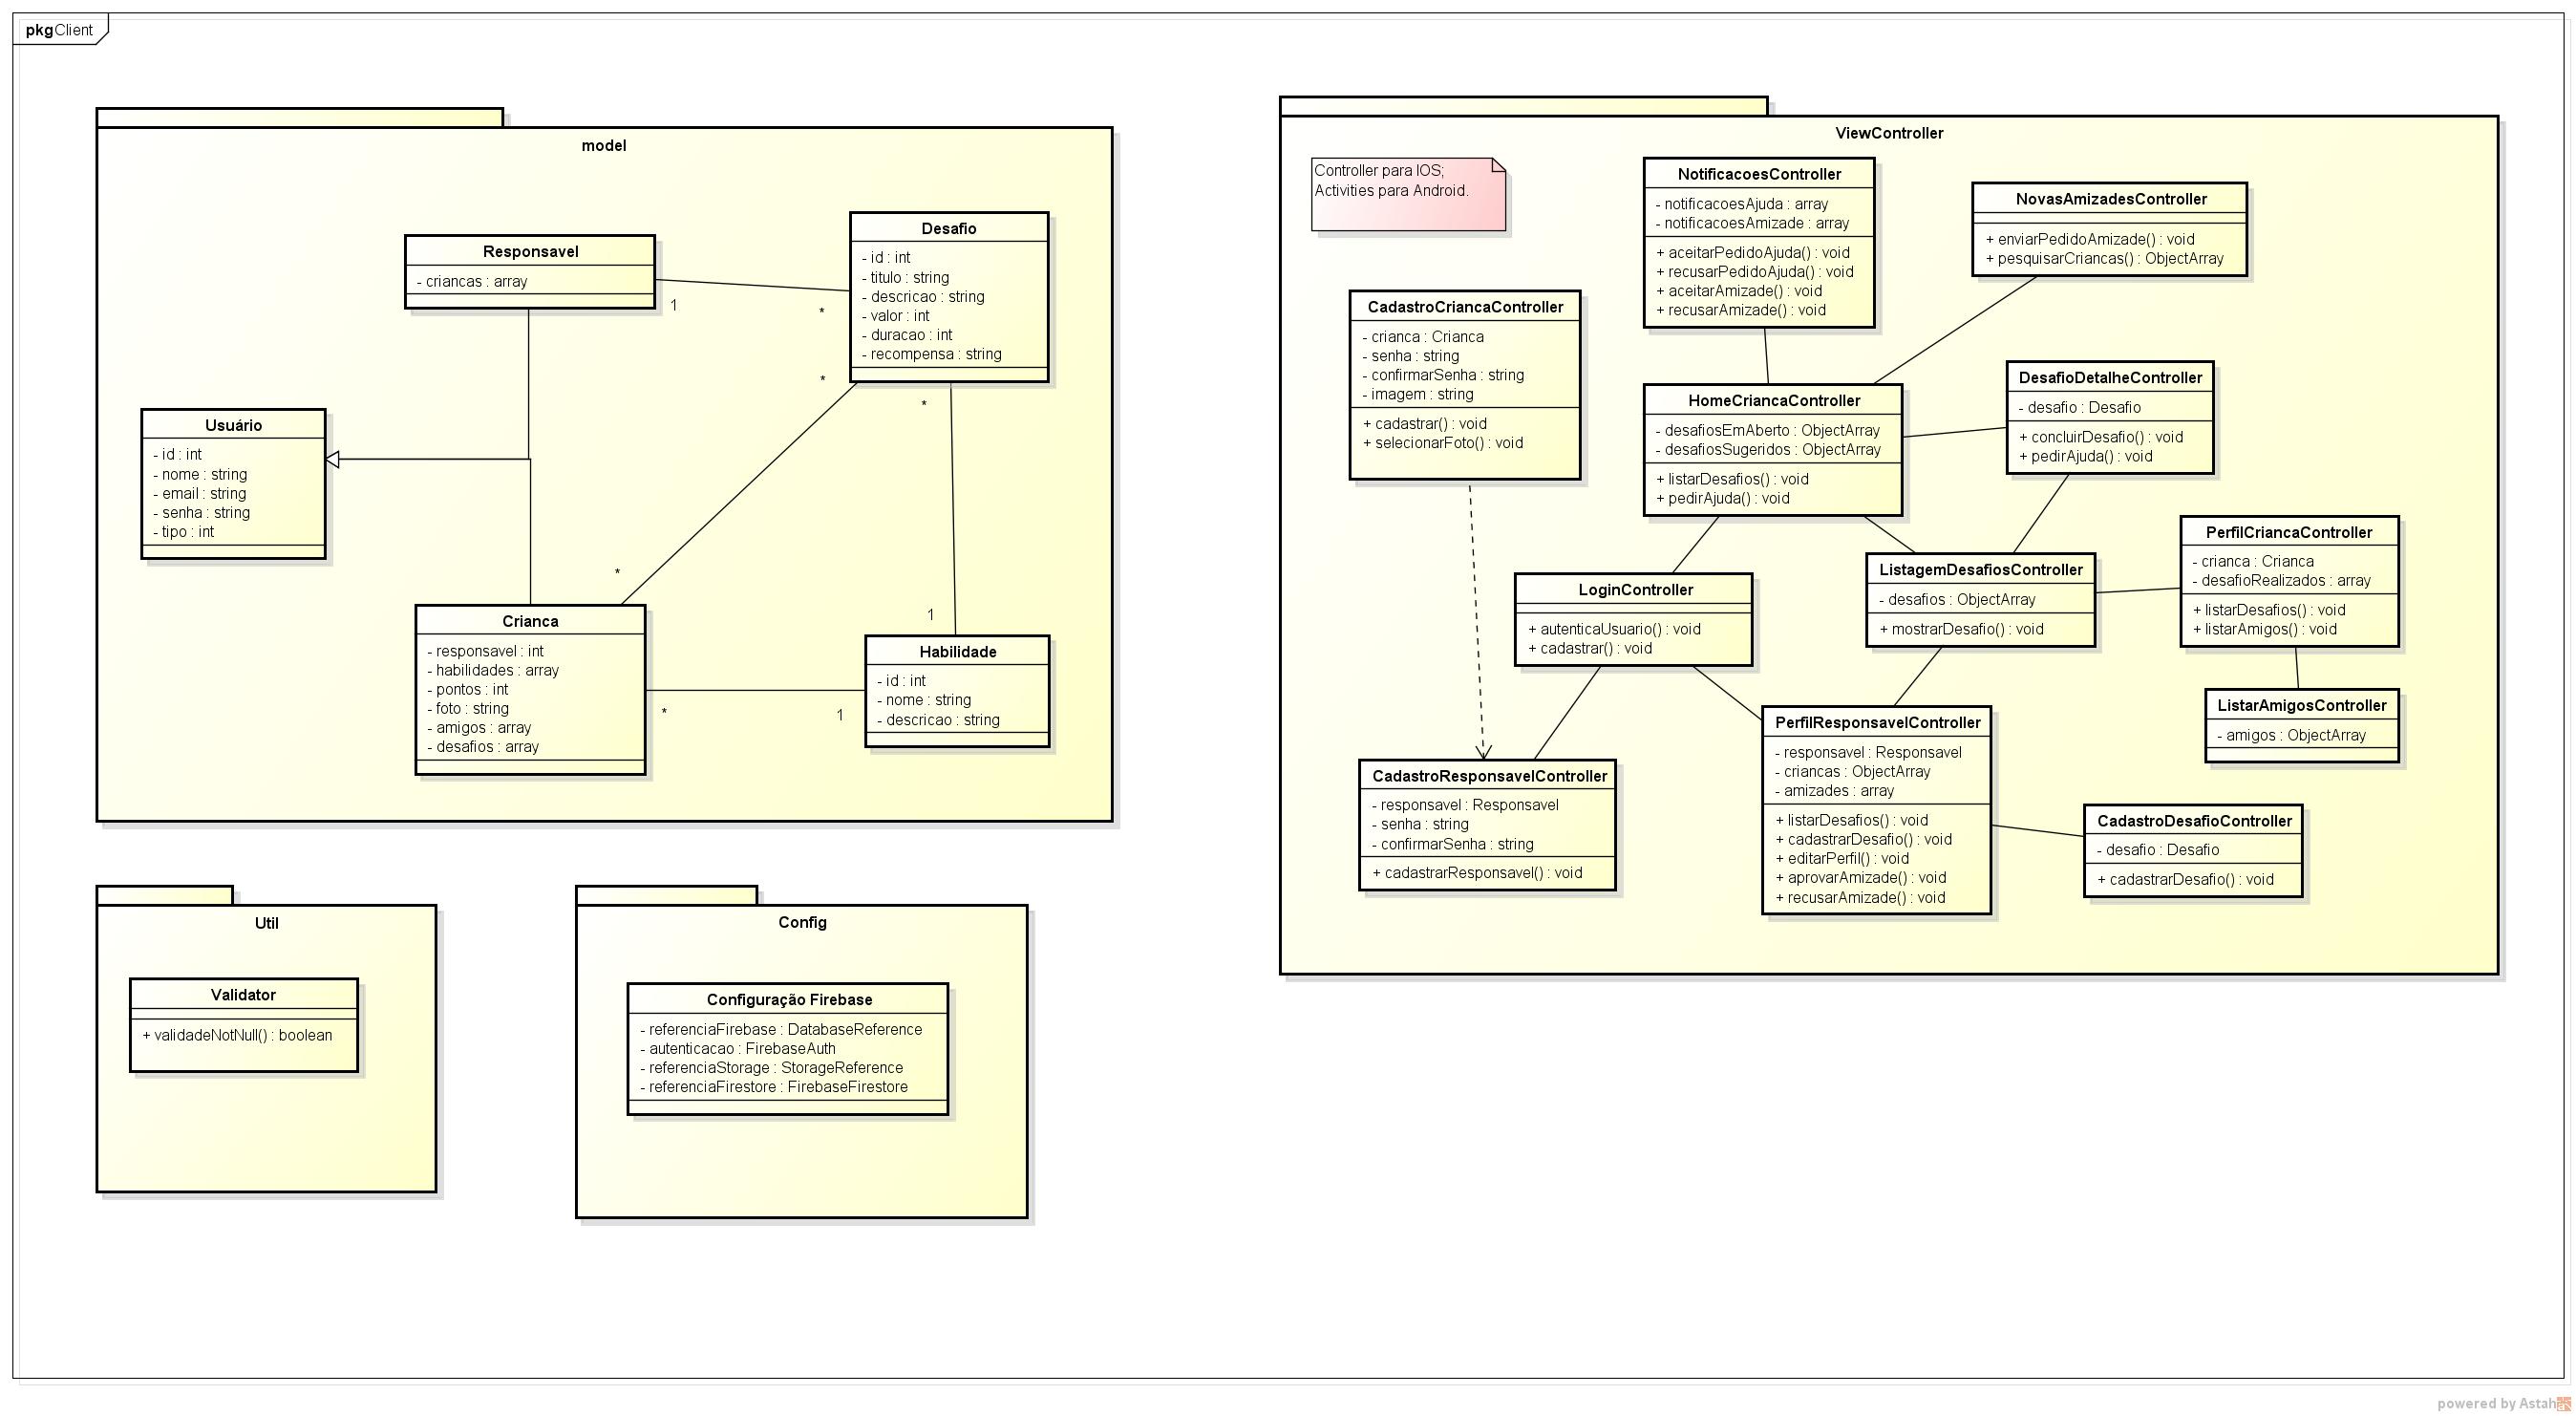 pkg Client
model
Responsavel
- criancas : array
1
*
Desafio
- id : int
- titulo : string
- descricao : string
- valor : int
- duracao : int
- recompensa : string
*
*
Usuário
- id : int
- nome : string
- email : string
- senha : string
- tipo : int
*
1
Crianca
- responsavel : int
- habilidades : array
- pontos : int
- foto : string
- amigos : array
- desafios : array
*
1
Habilidade
- id : int
- nome : string
- descricao : string
Util
Validator
+ validadeNotNull() : boolean
Config
Configuração Firebase
- referenciaFirebase : DatabaseReference
- autenticacao : FirebaseAuth
- referenciaStorage : StorageReference
- referenciaFirestore : FirebaseFirestore
ViewController
Controller para IOS;
Activities para Android.
NotificacoesController
- notificacoesAjuda : array
- notificacoesAmizade : array
+ aceitarPedidoAjuda() : void
+ recusarPedidoAjuda() : void
+ aceitarAmizade() : void
+ recusarAmizade() : void
NovasAmizadesController
+ enviarPedidoAmizade() : void
+ pesquisarCriancas() : ObjectArray
CadastroCriancaController
- crianca : Crianca
- senha : string
- confirmarSenha : string
- imagem : string
+ cadastrar() : void
+ selecionarFoto() : void
HomeCriancaController
- desafiosEmAberto : ObjectArray
- desafiosSugeridos : ObjectArray
+ listarDesafios() : void
+ pedirAjuda() : void
DesafioDetalheController
- desafio : Desafio
+ concluirDesafio() : void
+ pedirAjuda() : void
PerfilCriancaController
- crianca : Crianca
- desafioRealizados : array
+ listarDesafios() : void
+ listarAmigos() : void
LoginController
+ autenticaUsuario() : void
+ cadastrar() : void
ListagemDesafiosController
- desafios : ObjectArray
+ mostrarDesafio() : void
ListarAmigosController
- amigos : ObjectArray
CadastroResponsavelController
- responsavel : Responsavel
- senha : string
- confirmarSenha : string
+ cadastrarResponsavel() : void
PerfilResponsavelController
- responsavel : Responsavel
- criancas : ObjectArray
- amizades : array
+ listarDesafios() : void
+ cadastrarDesafio() : void
+ editarPerfil() : void
+ aprovarAmizade() : void
+ recusarAmizade() : void
CadastroDesafioController
- desafio : Desafio
+ cadastrarDesafio() : void
powered by Astah